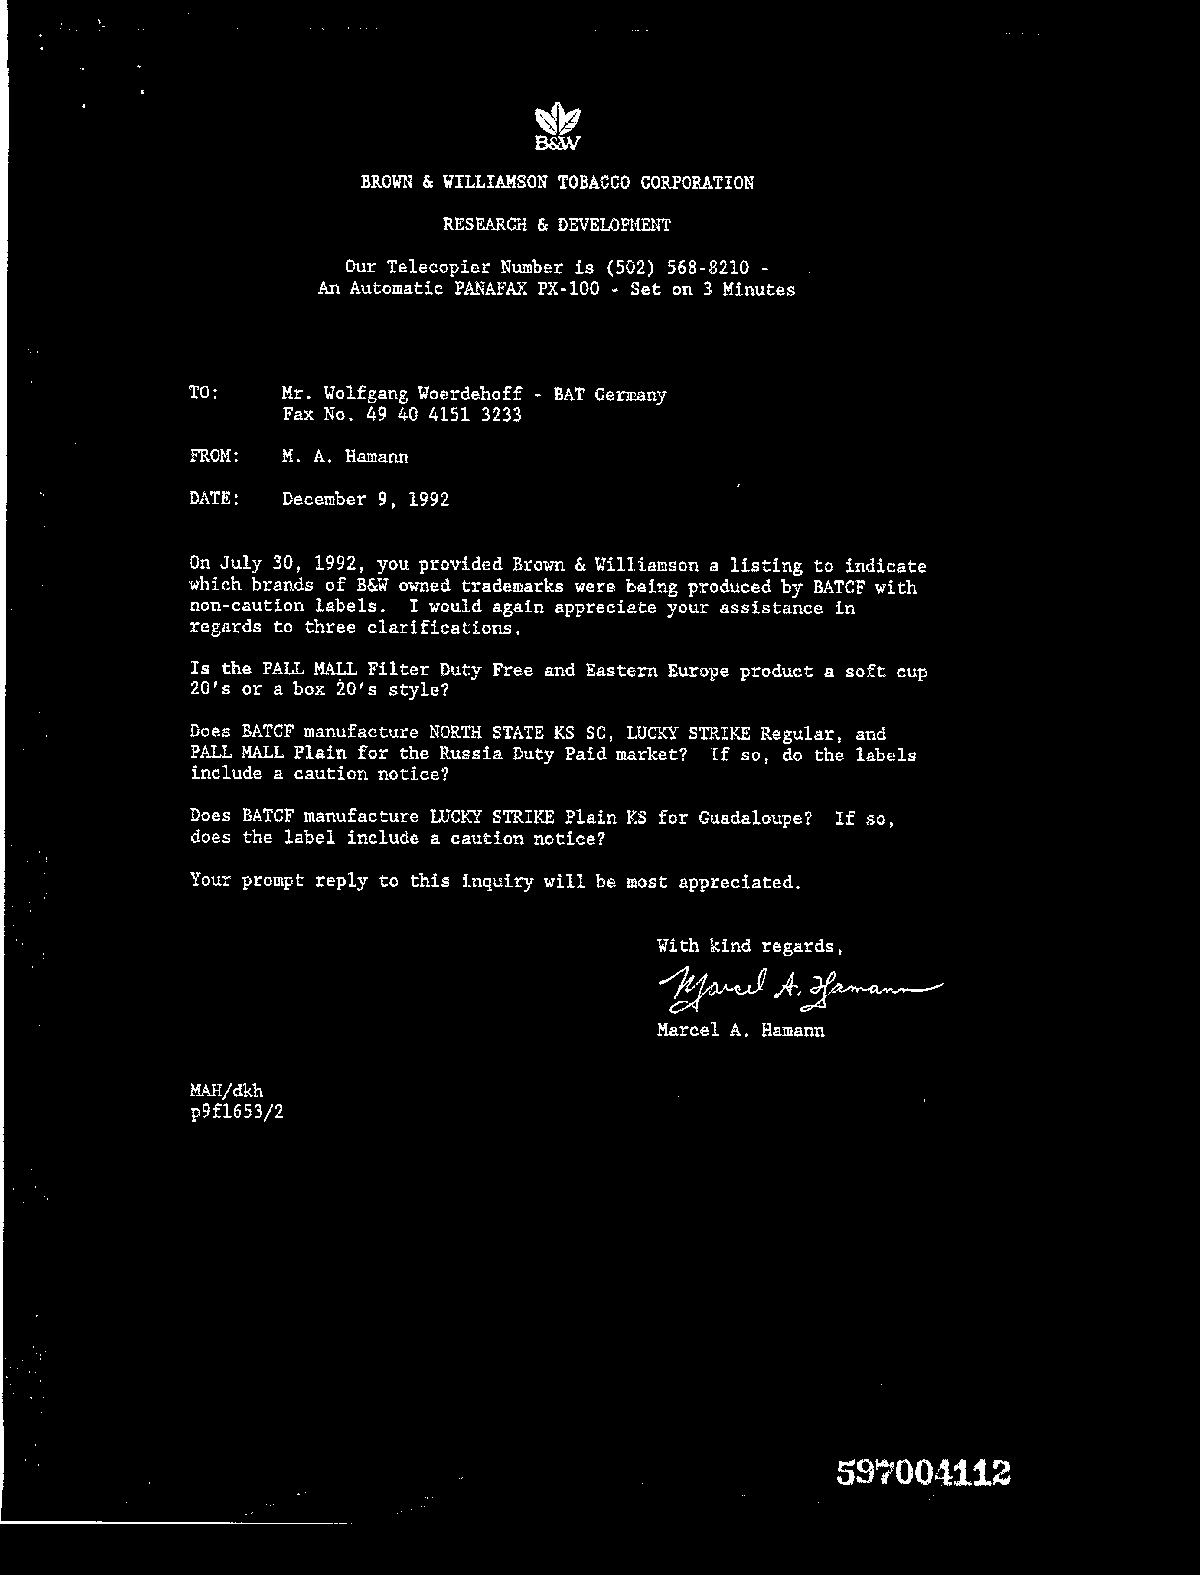 B&W
BROWN & WILLIAMSON TOBACCO CORPORATION
RESEARCH & DEVELOPMENT
Our Telecopier Number is (502) 568-8210 -
An Automatic PANAFAX PX-100 - Set on 3 Minutes
TO: Mr. Wolfgang Woerdehoff - BAT Germany
Fax No. 49 40 4151 3233
FROM: M. A. Hamann
DATE: December 9, 1992
On July 30, 1992, you provided Brown & Williamson a listing to indicate
which brands of B&W owned trademarks were being produced by BATCF with
non-caution labels. I would again appreciate your assistance in
regards to three clarifications.
Is the PALL MALL Filter Duty Free and Eastern Europe product a soft cup
20's or a box 20's style?
Does BATCF manufacture NORTH STATE KS SC, LUCKY STRIKE Regular, and
PALL MALL Plain for the Russia Duty Paid market? If so, do the labels
include a caution notice?
Does BATCF manufacture LUCKY STRIKE Plain KS for Guadaloupe? If so,
does the label include a caution notice?
Your prompt reply to this inquiry will be most appreciated.
With kind regards,
Marcel A. Hamann
Marcel A. Hamann
MAH/dkh
p9f1653/2
597004112